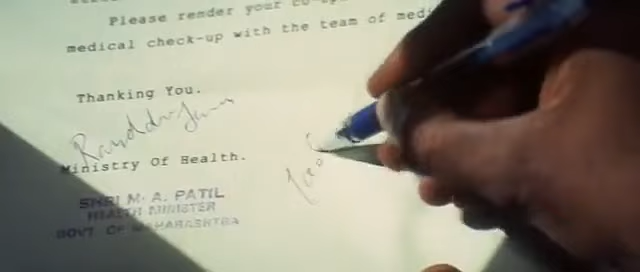 Please render your co-
medical check-up with the team of medi
Thanking You.
Ministry Of Health.
SHRI M. A. PATIL
HEALTH MINISTER
GOVT. OF MAHARASHTRA